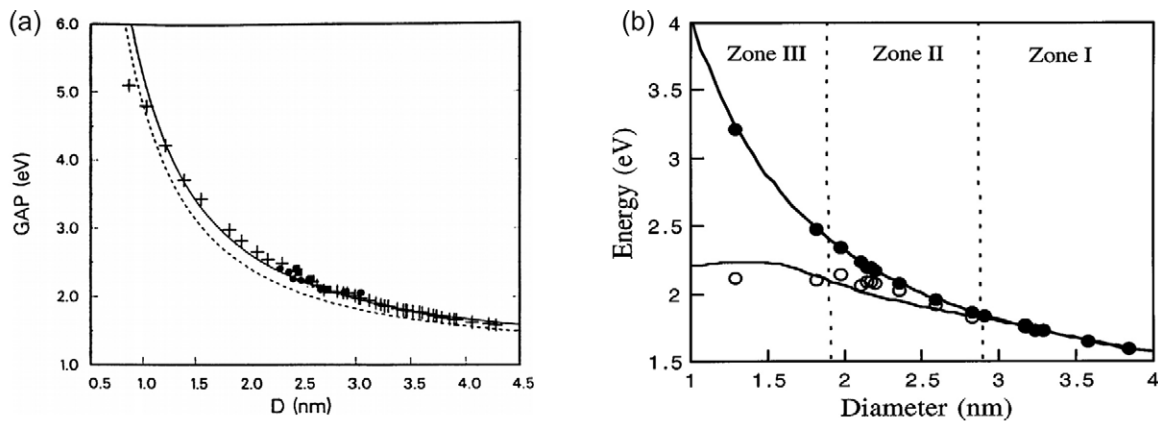 (a)
6.0
5.0
4.0
3.0
2.0
1.0
GAP (eV)
0.5 1.0 1.5 2.0 2.5 3.0 3.5 4.0 4.5
D (nm)
(b)
4
3.5
3
2.5
2
1.5
Energy (eV)
Zone III Zone II Zone I
1 1.5 2 2.5 3 3.5 4
Diameter (nm)